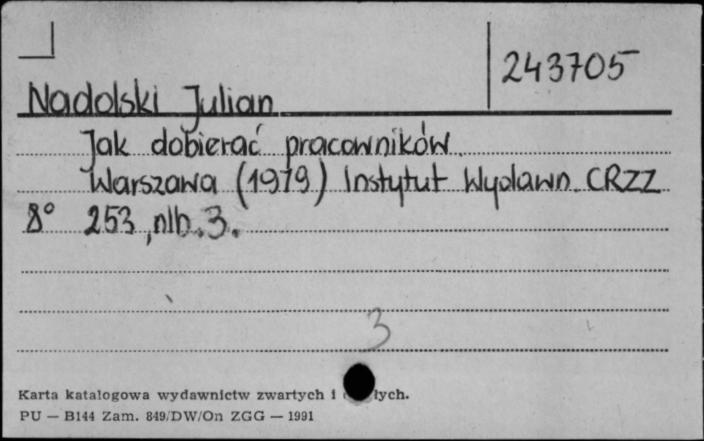 243705
Nadolski Julian
Jak dobierać pracowników.
Warszawa (1979) Instytut Wydawn. CRZZ
8° 253, nlb. 3.
3
Karta katalogowa wydawnictw zwartych i
PU — B144 Zam. 849/DW/On ZGG — 1991